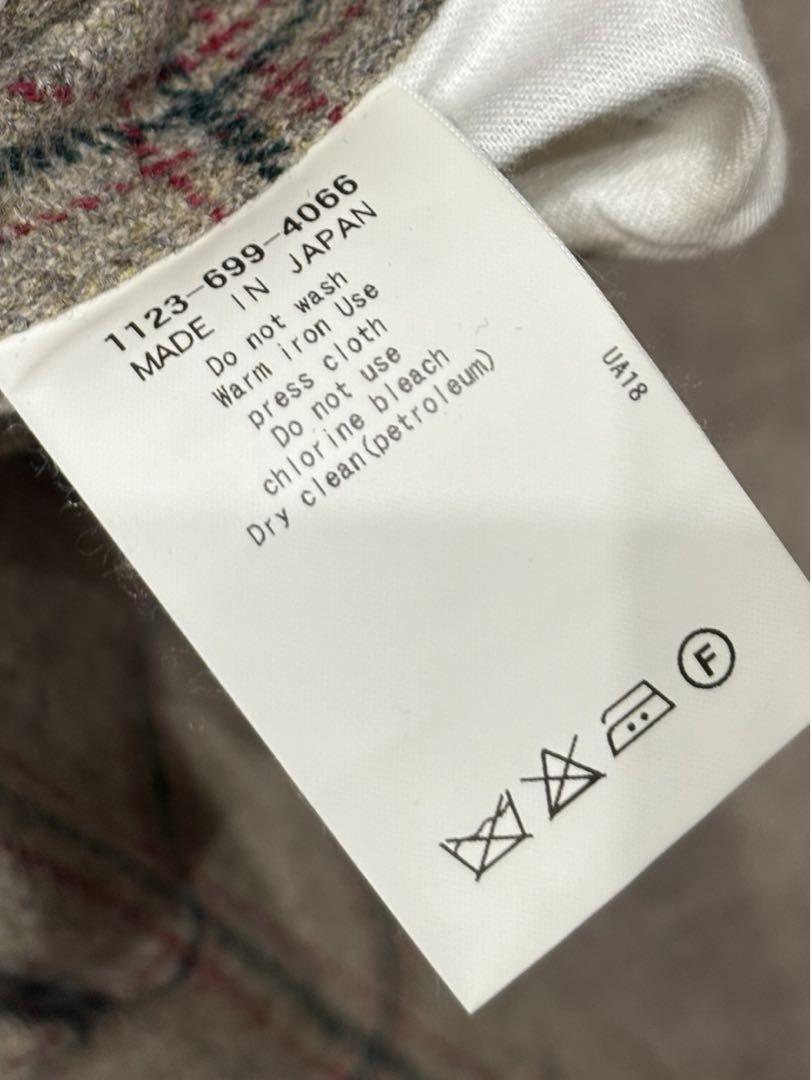 1123-699-4066
MADE IN JAPAN
Do not wash
Warm iron Use
press cloth
Do not use
chlorine bleach
Dry clean(petroleum)
UA18
F